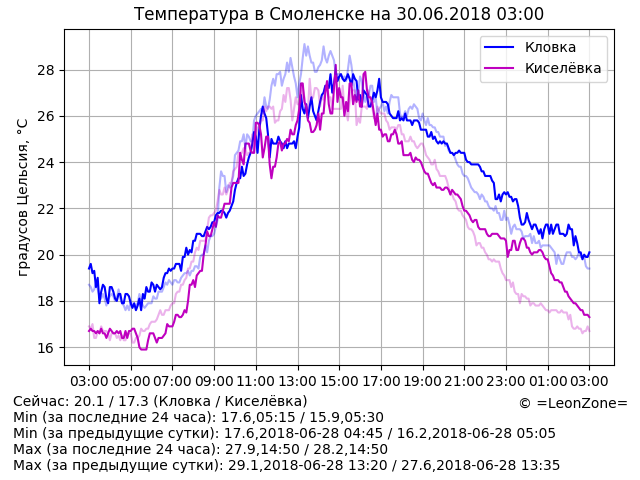 Температура в Смоленске на 30.06.2018 03:00
градусов Цельсия, °C
28
26
24
22
20
18
16
Кловка
Киселёвка
03:00 05:00 07:00 09:00 11:00 13:00 15:00 17:00 19:00 21:00 23:00 01:00 03:00
Сейчас: 20.1 / 17.3 (Кловка / Киселёвка)
© =LeonZone=
Min (за последние 24 часа): 17.6,05:15 / 15.9,05:30
Min (за предыдущие сутки): 17.6,2018-06-28 04:45 / 16.2,2018-06-28 05:05
Max (за последние 24 часа): 27.9,14:50 / 28.2,14:50
Max (за предыдущие сутки): 29.1,2018-06-28 13:20 / 27.6,2018-06-28 13:35